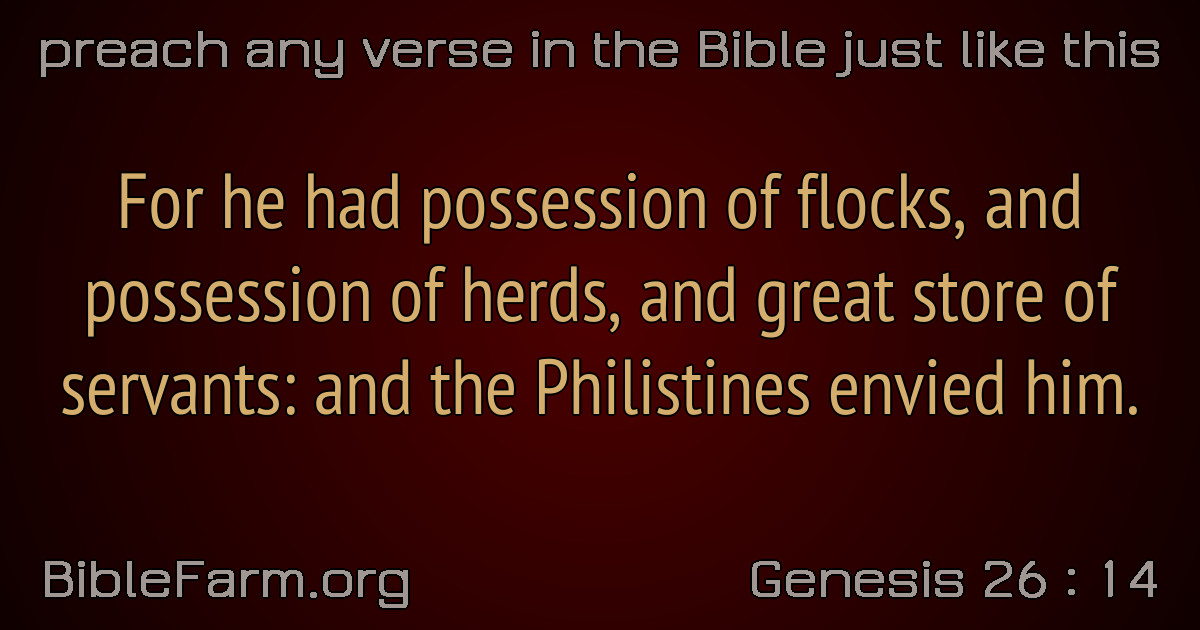 preach any verse in the Bible just like this
For he had possession of flocks, and
possession of herds, and great store of
servants: and the Philistines envied him.
BibleFarm.org
Genesis 26 : 14